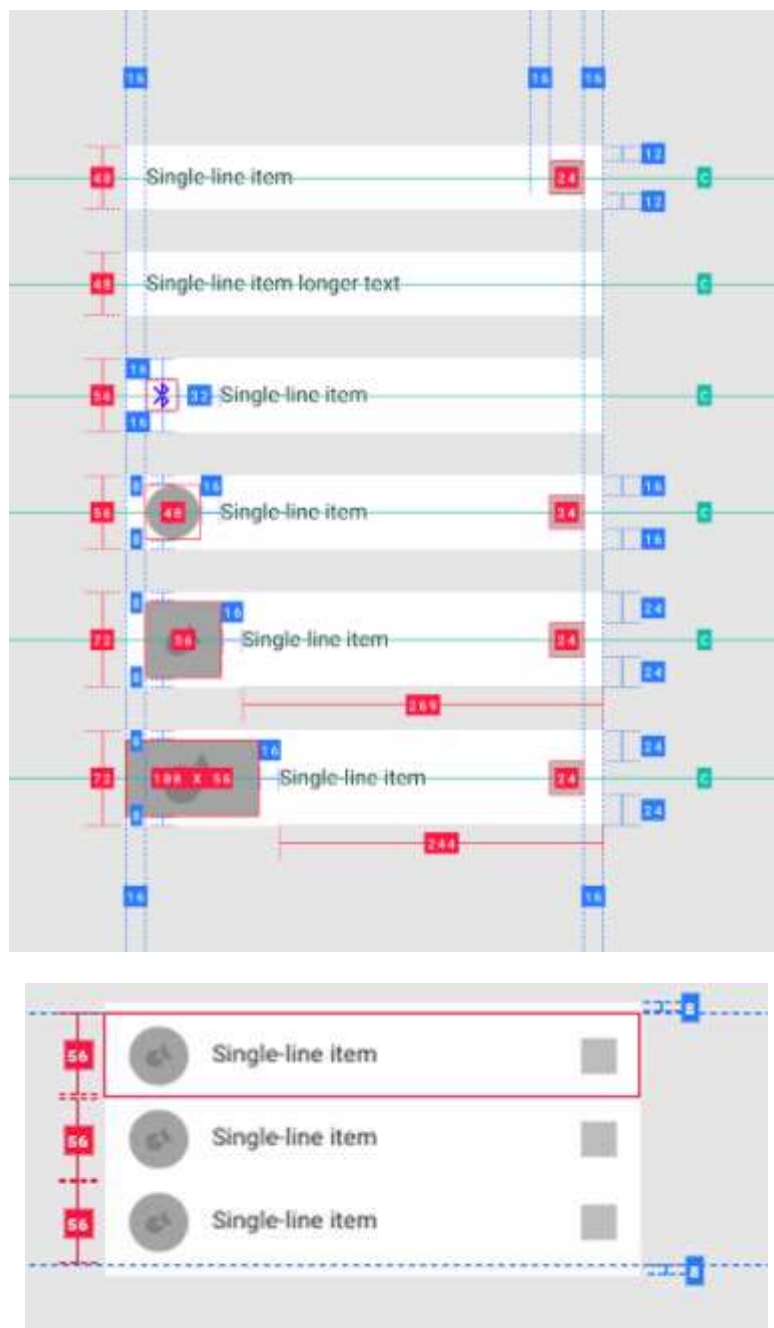 16 16 16
12
48 Single-line item 24 C
12
48 Single-line item longer text C
16
56 32 Single-line item C
16
8 16 16
56 48 Single-line item 24 C
8 16
8 16 24
72 56 Single-line item 24 C
8 24
269
8 16 24
72 100 X 56 Single-line item 24 C
8 24
244
16 16
8
56 Single-line item
56 Single-line item
56 Single-line item
8